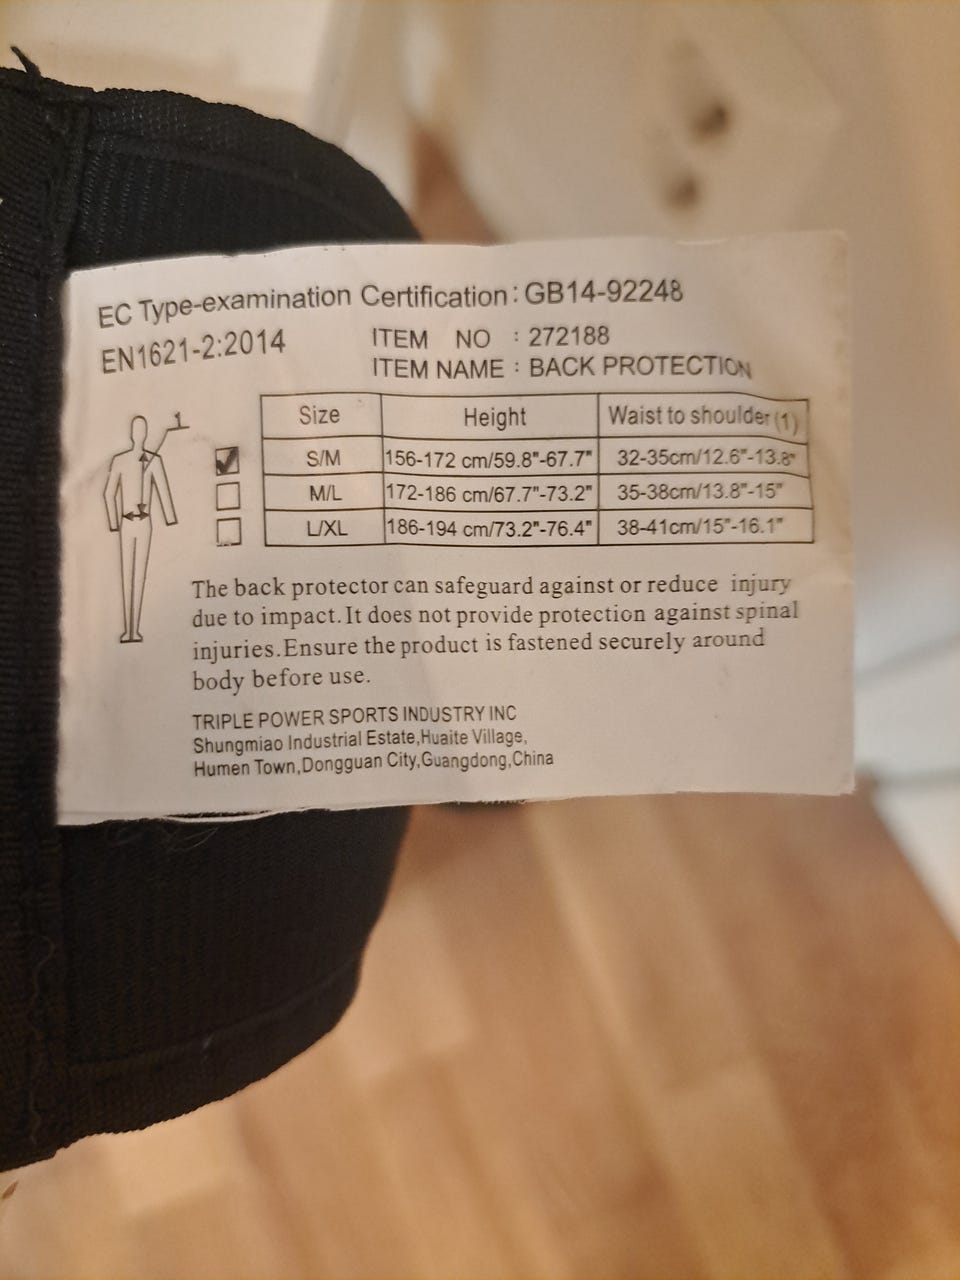 EC Type-examination Certification: GB14-92248
EN1621-2:2014
ITEM NO : 272188
ITEM NAME : BACK PROTECTION
1
Size Height Waist to shoulder (1)
S/M 156-172 cm/59.8"-67.7" 32-35cm/12.6"-13.8"
M/L 172-186 cm/67.7"-73.2" 35-38cm/13.8"-15"
L/XL 186-194 cm/73.2"-76.4" 38-41cm/15"-16.1"
The back protector can safeguard against or reduce injury
due to impact. It does not provide protection against spinal
injuries. Ensure the product is fastened securely around
body before use.
TRIPLE POWER SPORTS INDUSTRY INC
Shungmiao Industrial Estate,Huaite Village,
Humen Town,Dongguan City,Guangdong,China